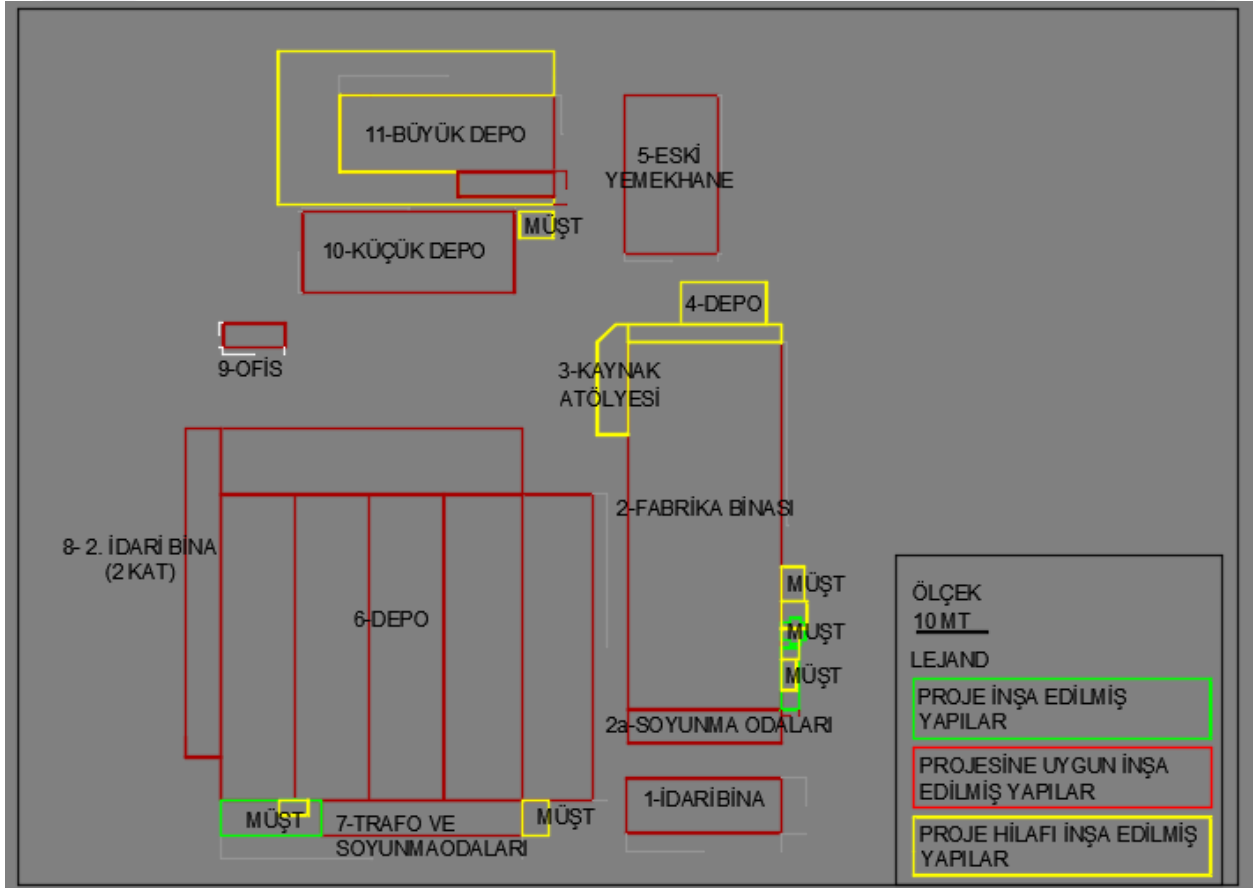 11-BÜYÜK DEPO
5-ESKİ
YEMEKHANE
MÜŞT
10-KÜÇÜK DEPO
4-DEPO
9-OFİS
3-KAYNAK
ATÖLYESİ
2-FABRİKA BİNASI
8- 2. İDARİ BİNA
(2 KAT)
6-DEPO
MÜŞT
MÜŞT
MÜŞT
2a-SOYUNMA ODALARI
1-İDARİ BİNA
MÜŞT
7-TRAFO VE
SOYUNMA ODALARI
MÜŞT
ÖLÇEK
10 MT
LEJAND
PROJE İNŞA EDİLMİŞ
YAPILAR
PROJESİNE UYGUN İNŞA
EDİLMİŞ YAPILAR
PROJE HİLAFI İNŞA EDİLMİŞ
YAPILAR